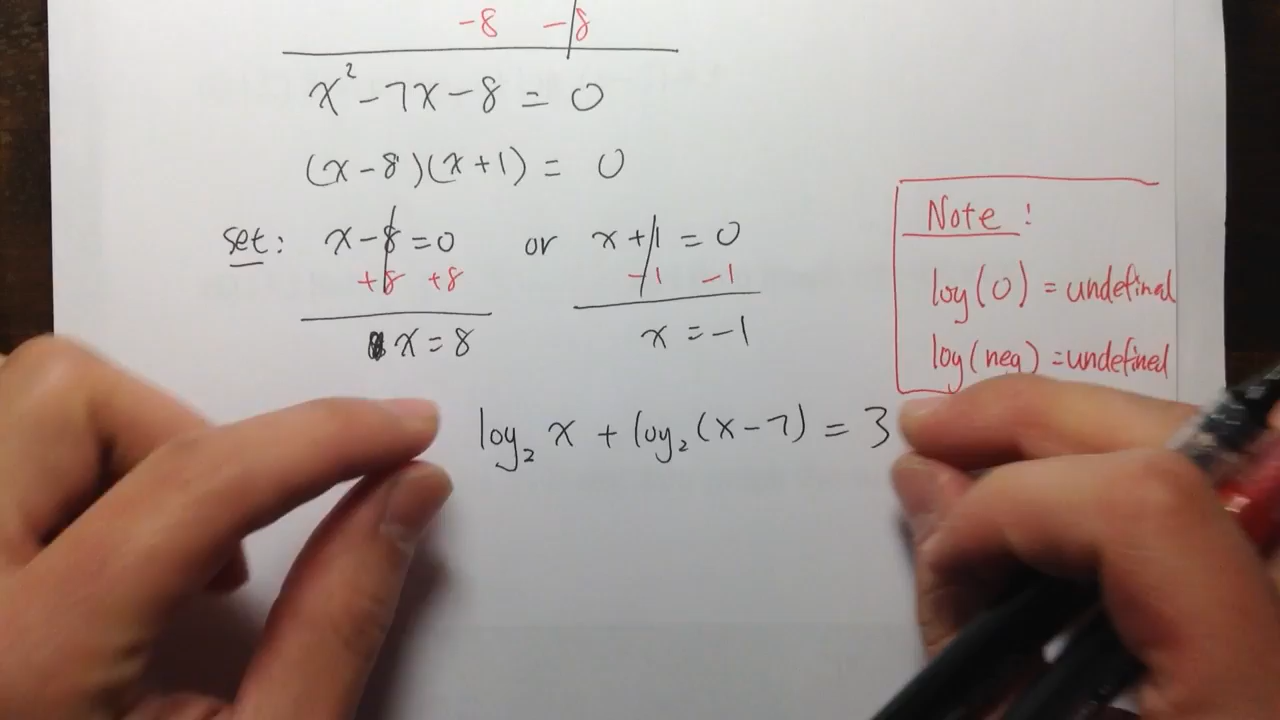 -8 -8
x² - 7x - 8 = 0
(x - 8)(x + 1) = 0
set: x - 8 = 0 or x + 1 = 0
+8 +8 -1 -1
x = 8 x = -1
Note!
log(0) = undefined
log(neg) = undefined
log₂ x + log₂ (x - 7) = 3